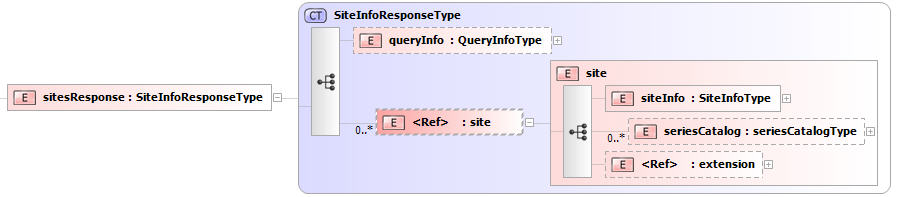 CT SiteInfoResponseType
E queryInfo : QueryInfoType
E sitesResponse : SiteInfoResponseType
E site
E siteInfo : SiteInfoType
0..* E <Ref> : site
0..* E seriesCatalog : seriesCatalogType
E <Ref> : extension